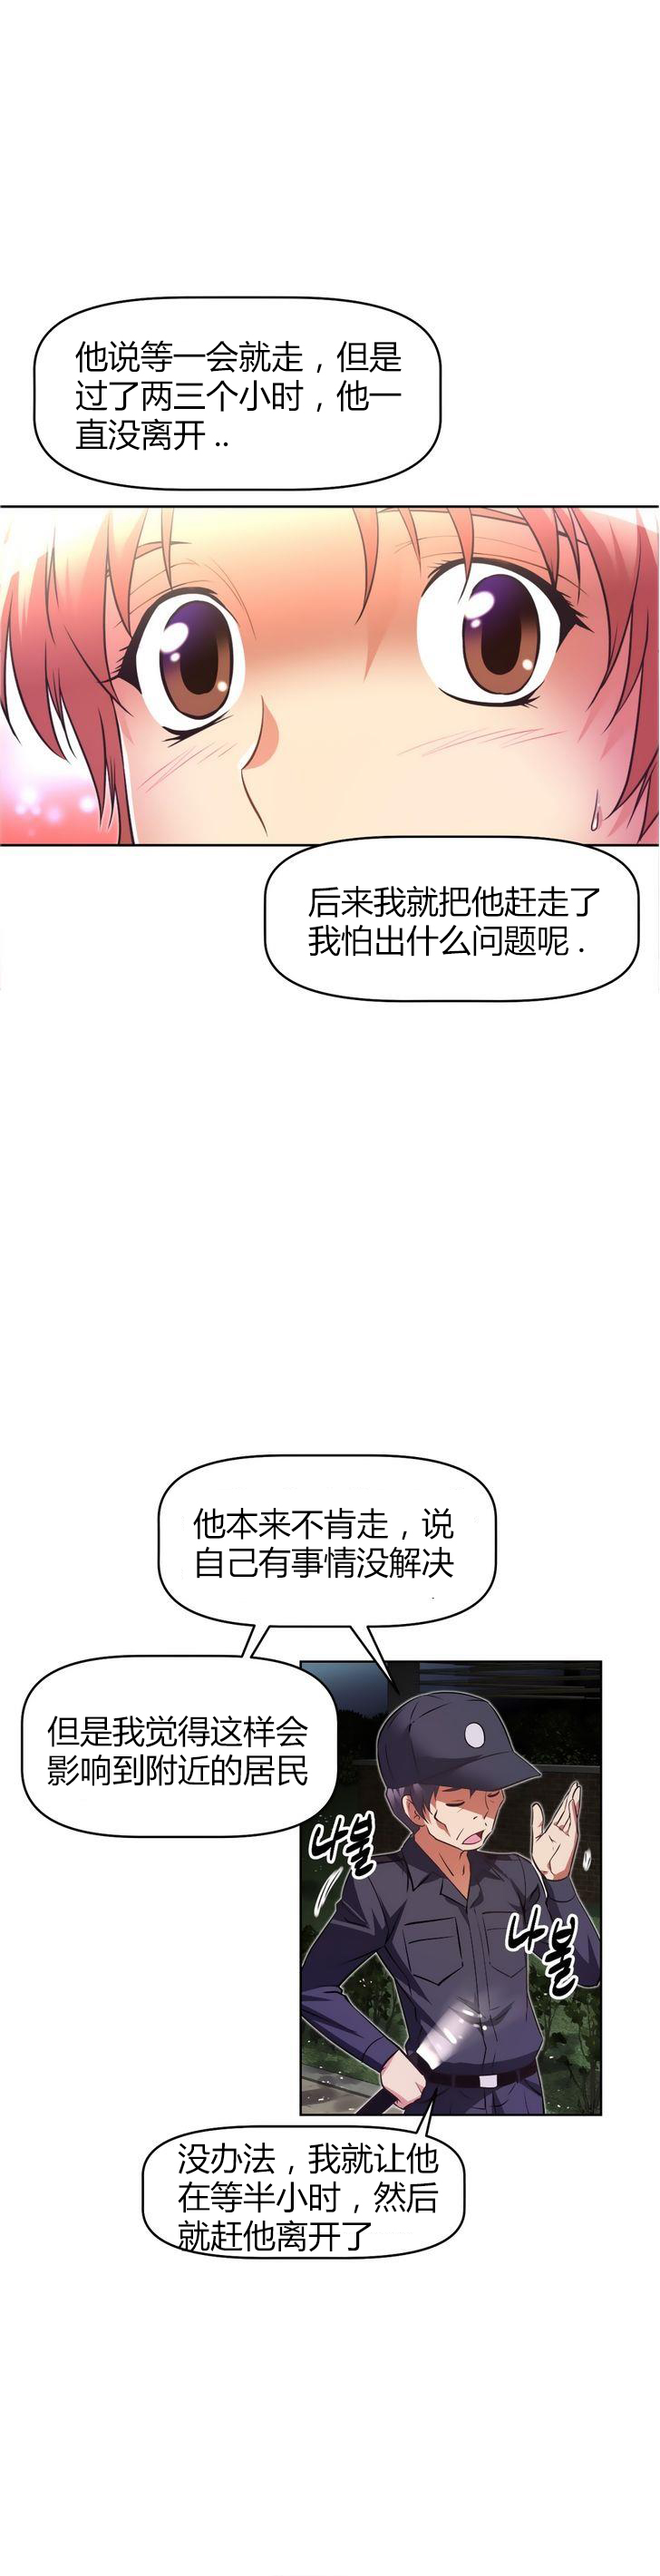 他说等一会就走，但是
过了两三个小时，他一
直没离开 ..
后来我就把他赶走了
我怕出什么问题呢 .
他本来不肯走，说
自己有事情没解决
但是我觉得这样会
影响到附近的居民
나불
나불
没办法，我就让他
在等半小时，然后
就赶他离开了